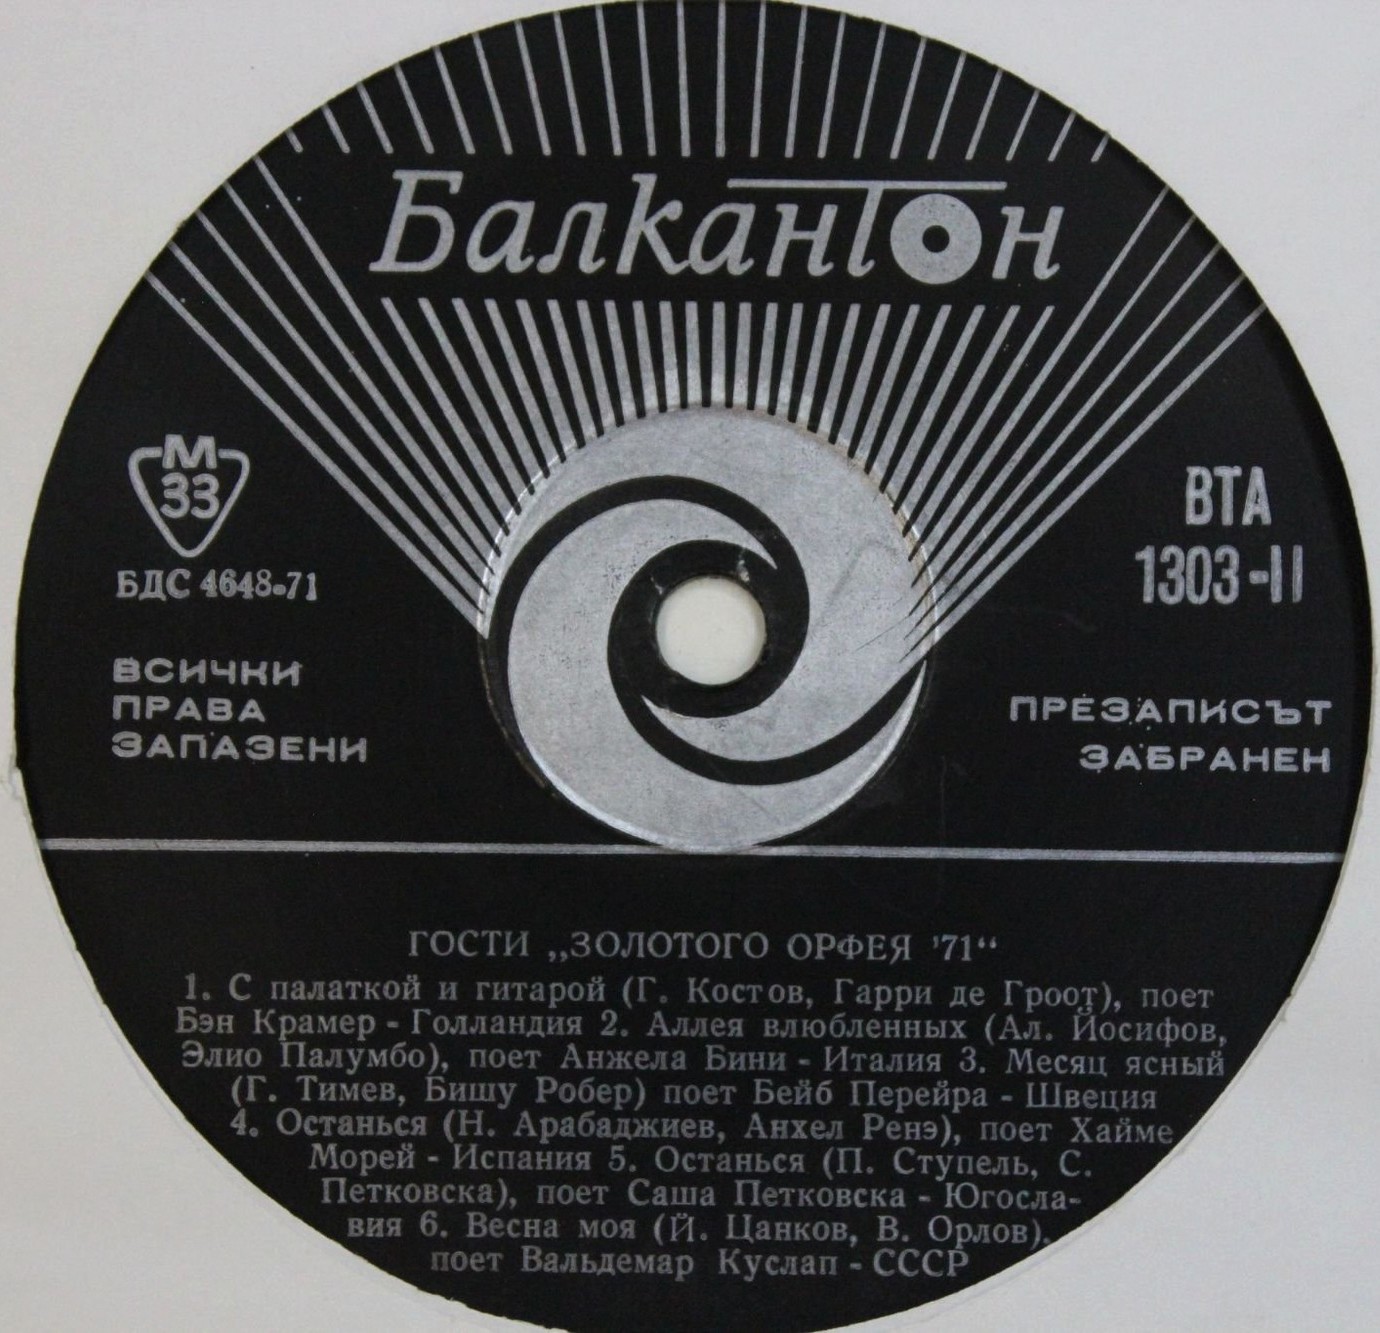 Балкантон
М
33
БДС 4648-71
ВСИЧКИ
ПРАВА
ЗАПАЗЕНИ
ВТА
1303-II
ПРЕЗАПИСЪТ
ЗАБРАНЕН
ГОСТИ „ЗОЛОТОГО ОРФЕЯ '71“
1. С палаткой и гитарой (Г. Костов, Гарри де Гроот), поет
Бэн Крамер - Голландия 2. Аллея влюбленных (Ал. Йосифов,
Элио Палумбо), поет Анжела Бини - Италия 3. Месяц ясный
(Г. Тимев, Бишу Робер) поет Бейб Перейра - Швеция
4. Останься (Н. Арабаджиев, Анхел Ренэ), поет Хайме
Морей - Испания 5. Останься (П. Ступель, С.
Петковска), поет Саша Петковска - Югосла-
вия 6. Весна моя (Й. Цанков, В. Орлов),
поет Вальдемар Куслап - СССР